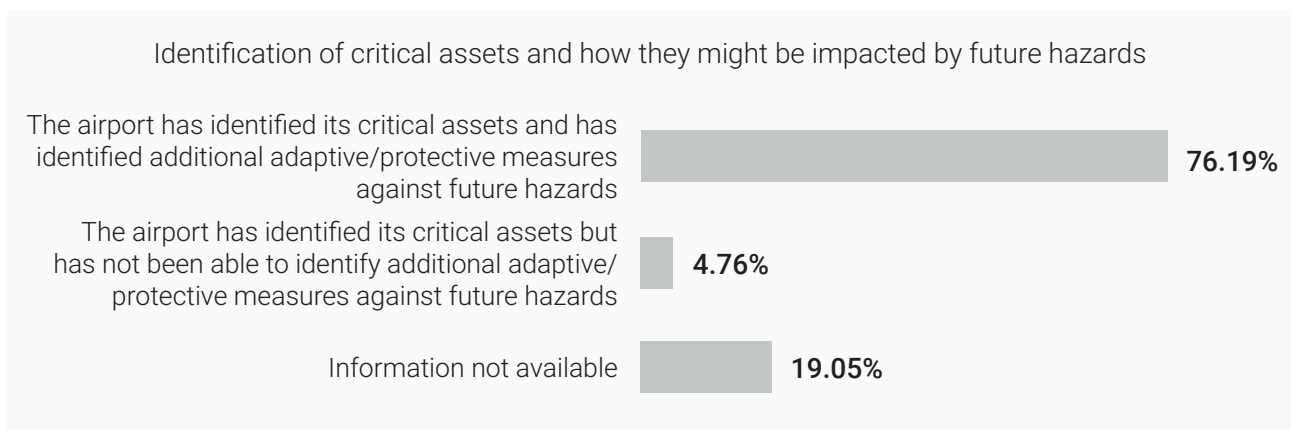 Identification of critical assets and how they might be impacted by future hazards
The airport has identified its critical assets and has
identified additional adaptive/protective measures
against future hazards
76.19%
The airport has identified its critical assets but
has not been able to identify additional adaptive/
protective measures against future hazards
4.76%
Information not available
19.05%